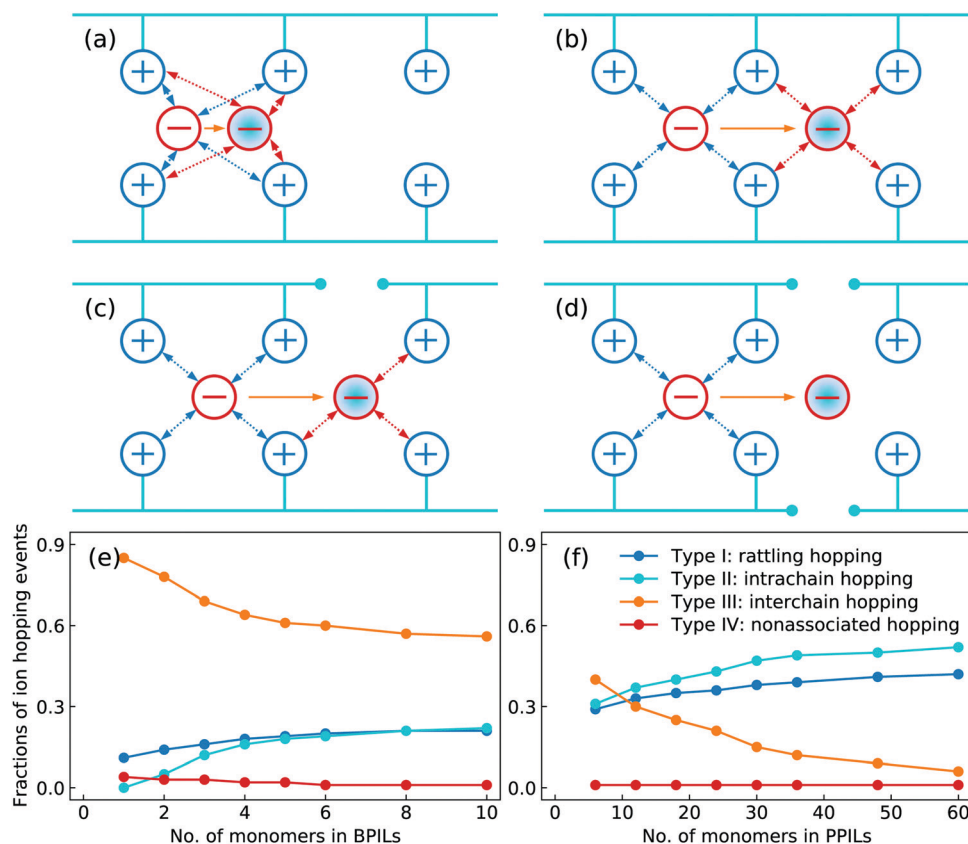 (a)
+ + +
− −
+ + +
(b)
+ + +
− −
+ + +
(c)
+ + +
− −
+ + +
(d)
+ + +
− −
+ + +
Fractions of ion hopping events
(e)
0.9
0.6
0.3
0.0
0 2 4 6 8 10
No. of monomers in BPILs
(f)
Type I: rattling hopping
Type II: intrachain hopping
Type III: interchain hopping
Type IV: nonassociated hopping
0.9
0.6
0.3
0.0
0 10 20 30 40 50 60
No. of monomers in PPILs